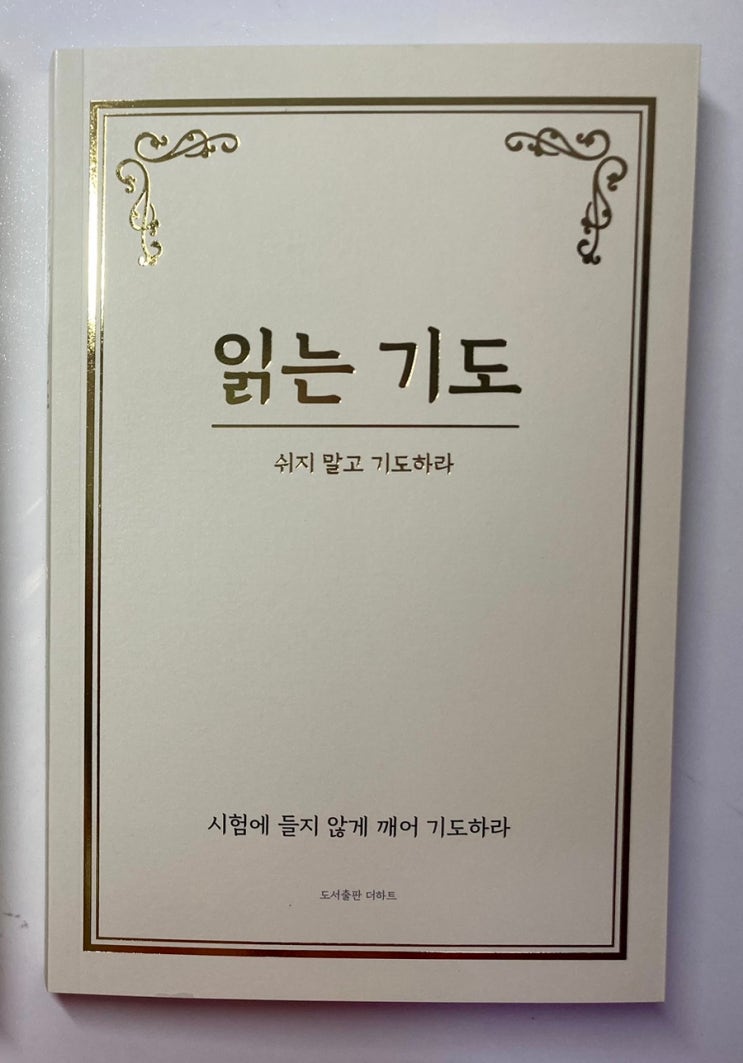 읽는 기도
쉬지 말고 기도하라
시험에 들지 않게 깨어 기도하라
도서출판 더하트